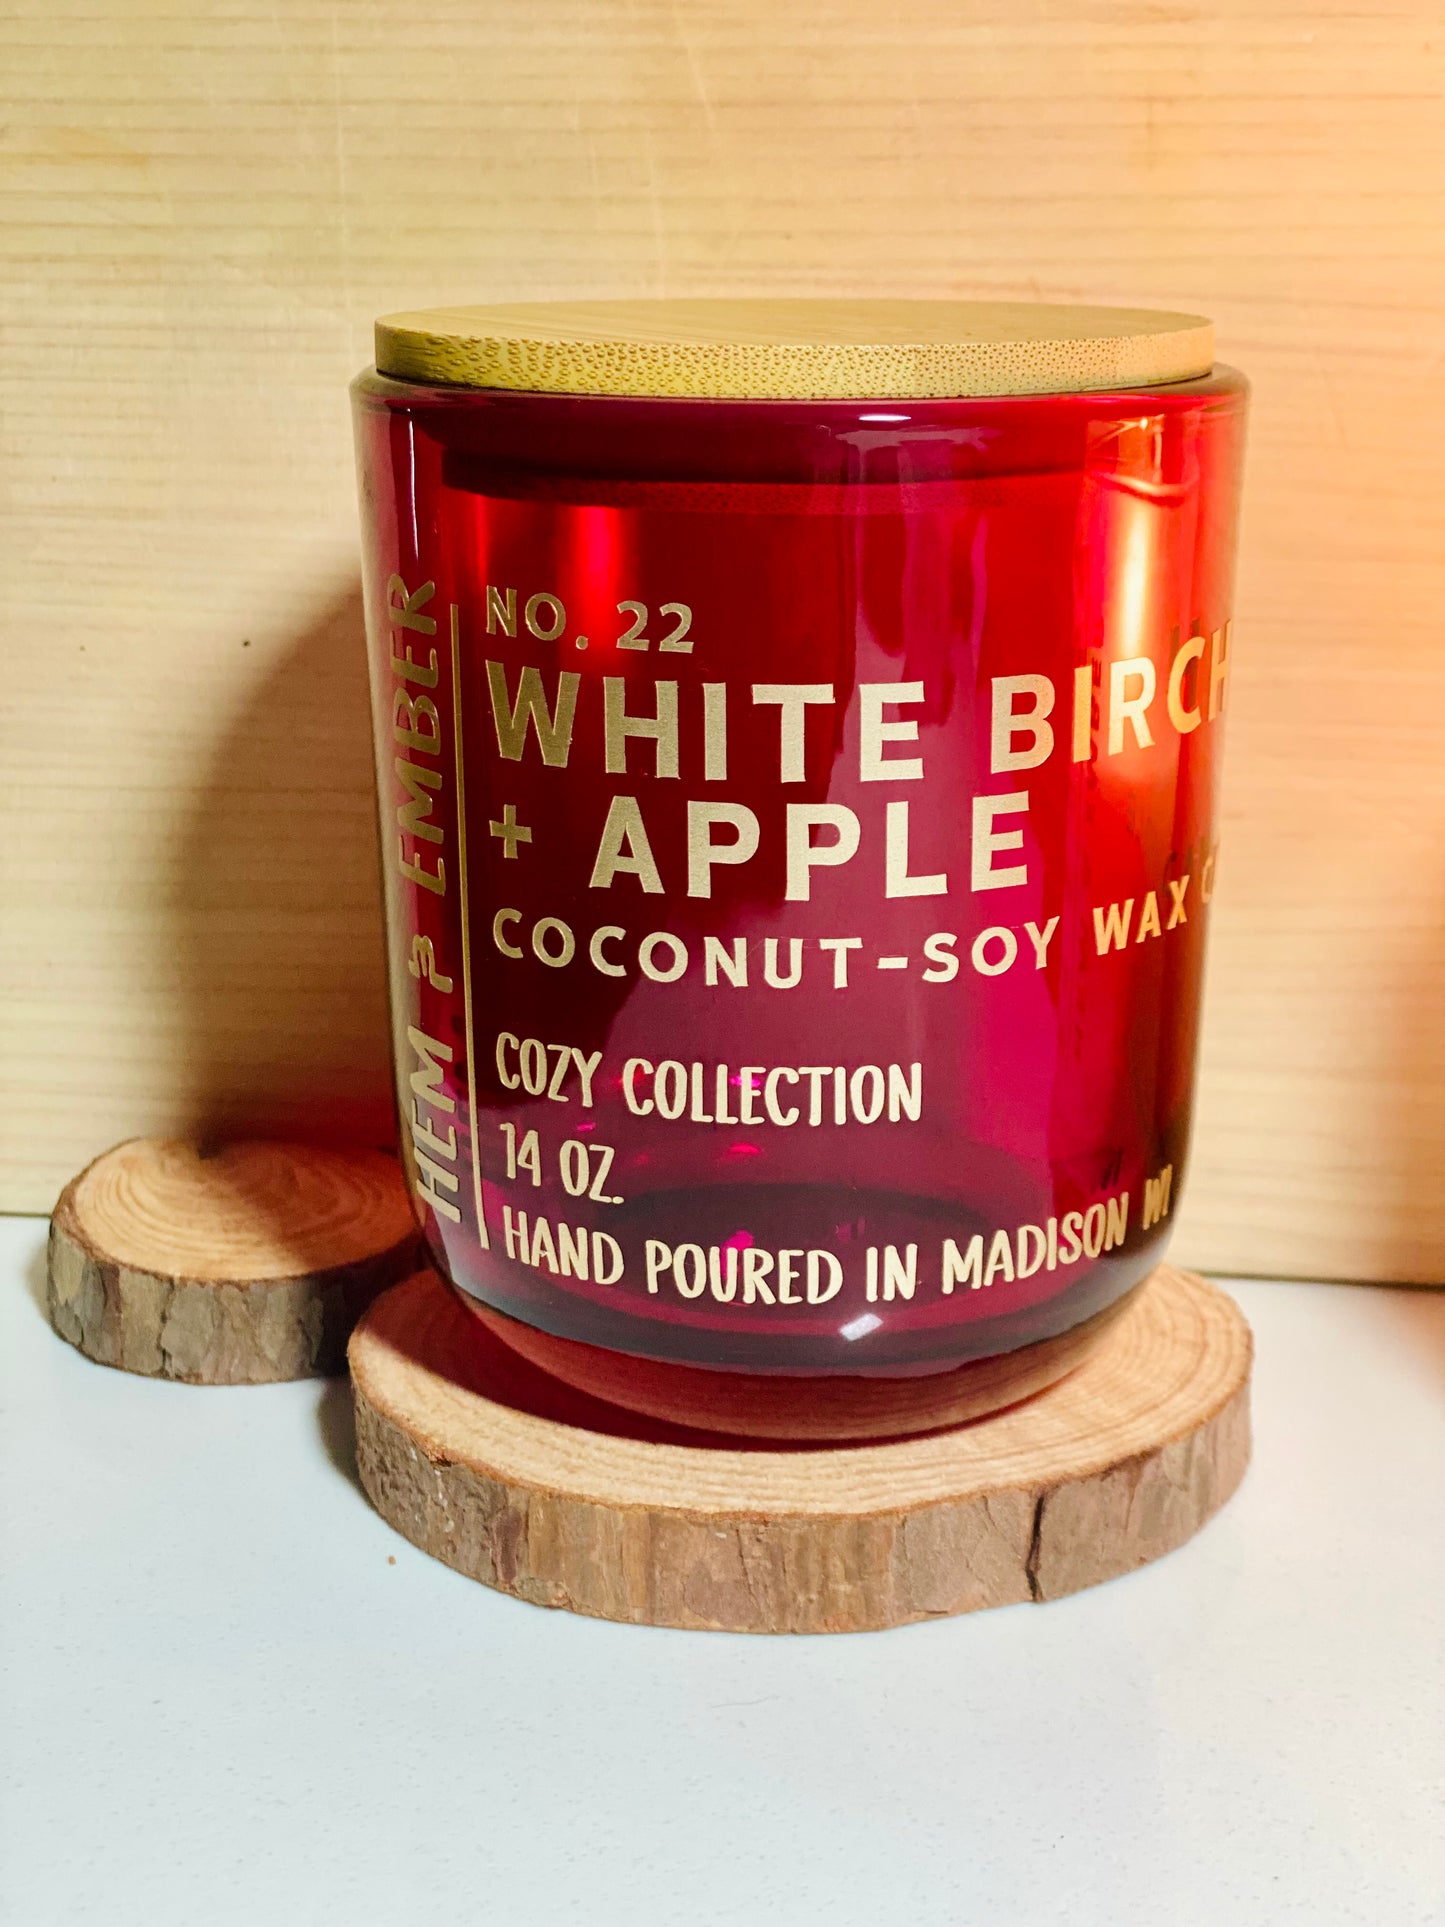 HEM & EMBER
NO. 22
WHITE BIRCH
+ APPLE
COCONUT-SOY WAX
COZY COLLECTION
14 OZ.
HAND POURED IN MADISON WI